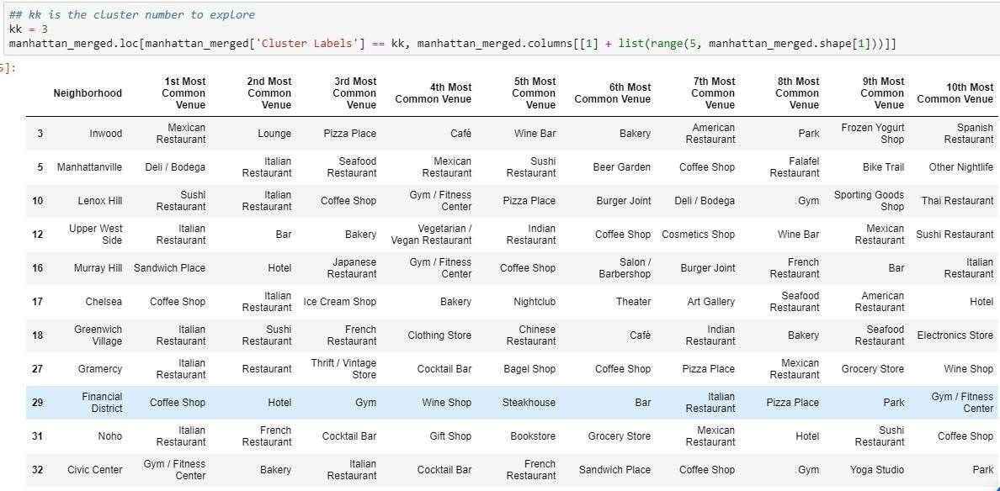 ## kk is the cluster number to explore
kk = 3
manhattan_merged.loc[manhattan_merged['Cluster Labels'] == kk, manhattan_merged.columns[[1] + list(range(5, manhattan_merged.shape[1]))]]
5]:
Neighborhood 1st Most Common Venue 2nd Most Common Venue 3rd Most Common Venue 4th Most Common Venue 5th Most Common Venue 6th Most Common Venue 7th Most Common Venue 8th Most Common Venue 9th Most Common Venue 10th Most Common Venue
3 Inwood Mexican Restaurant Lounge Pizza Place Café Wine Bar Bakery American Restaurant Park Frozen Yogurt Shop Spanish Restaurant
5 Manhattanville Deli / Bodega Italian Restaurant Seafood Restaurant Mexican Restaurant Sushi Restaurant Beer Garden Coffee Shop Falafel Restaurant Bike Trail Other Nightlife
10 Lenox Hill Sushi Restaurant Italian Restaurant Coffee Shop Gym / Fitness Center Pizza Place Burger Joint Deli / Bodega Gym Sporting Goods Shop Thai Restaurant
12 Upper West Side Italian Restaurant Bar Bakery Vegetarian / Vegan Restaurant Indian Restaurant Coffee Shop Cosmetics Shop Wine Bar Mexican Restaurant Sushi Restaurant
16 Murray Hill Sandwich Place Hotel Japanese Restaurant Gym / Fitness Center Coffee Shop Salon / Barbershop Burger Joint French Restaurant Bar Italian Restaurant
17 Chelsea Coffee Shop Italian Restaurant Ice Cream Shop Bakery Nightclub Theater Art Gallery Seafood Restaurant American Restaurant Hotel
18 Greenwich Village Italian Restaurant Sushi Restaurant French Restaurant Clothing Store Chinese Restaurant Café Indian Restaurant Bakery Seafood Restaurant Electronics Store
27 Gramercy Italian Restaurant Restaurant Thrift / Vintage Store Cocktail Bar Bagel Shop Coffee Shop Pizza Place Mexican Restaurant Grocery Store Wine Shop
29 Financial District Coffee Shop Hotel Gym Wine Shop Steakhouse Bar Italian Restaurant Pizza Place Park Gym / Fitness Center
31 Noho Italian Restaurant French Restaurant Cocktail Bar Gift Shop Bookstore Grocery Store Mexican Restaurant Hotel Sushi Restaurant Coffee Shop
32 Civic Center Gym / Fitness Center Bakery Italian Restaurant Cocktail Bar French Restaurant Sandwich Place Coffee Shop Gym Yoga Studio Park